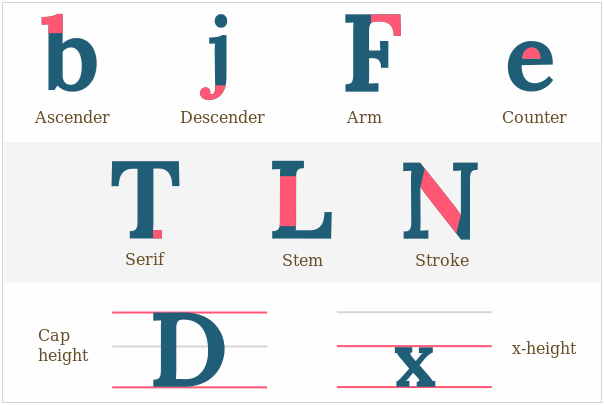 b j F e
Ascender Descender Arm Counter
T L N
Serif Stem Stroke
D x
Cap
height
x-height